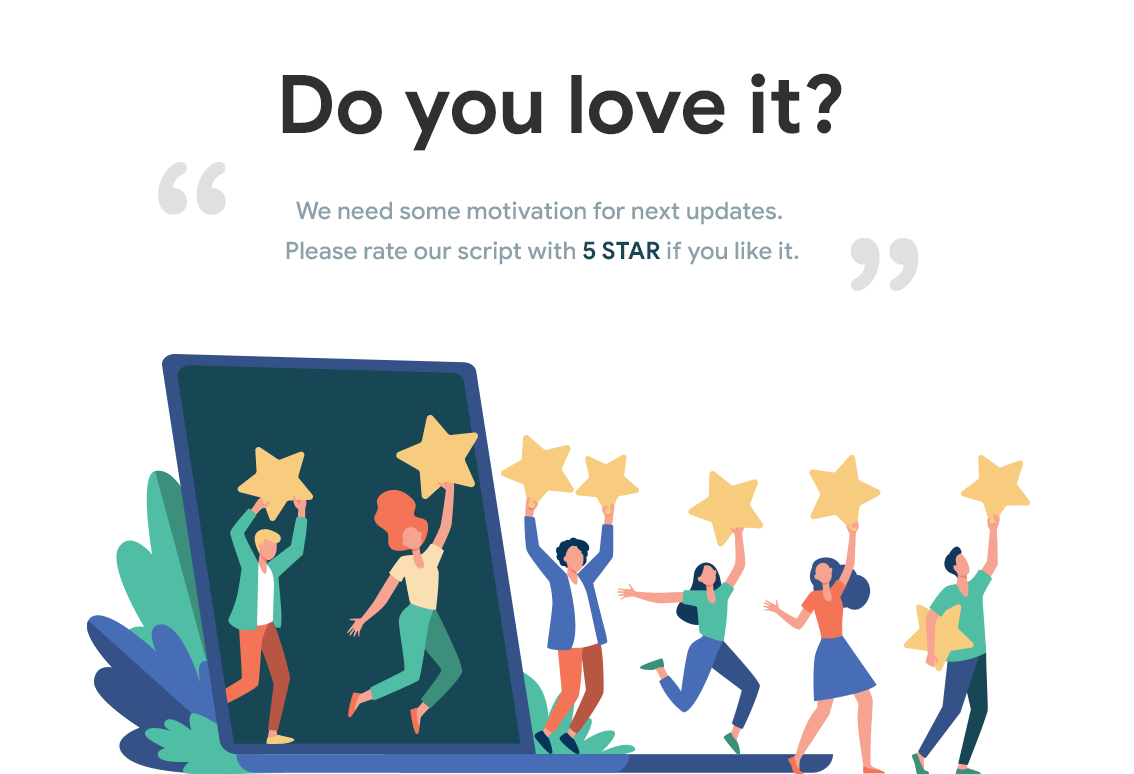 Do you love it?
“
We need some motivation for next updates.
Please rate our script with 5 STAR if you like it.
”